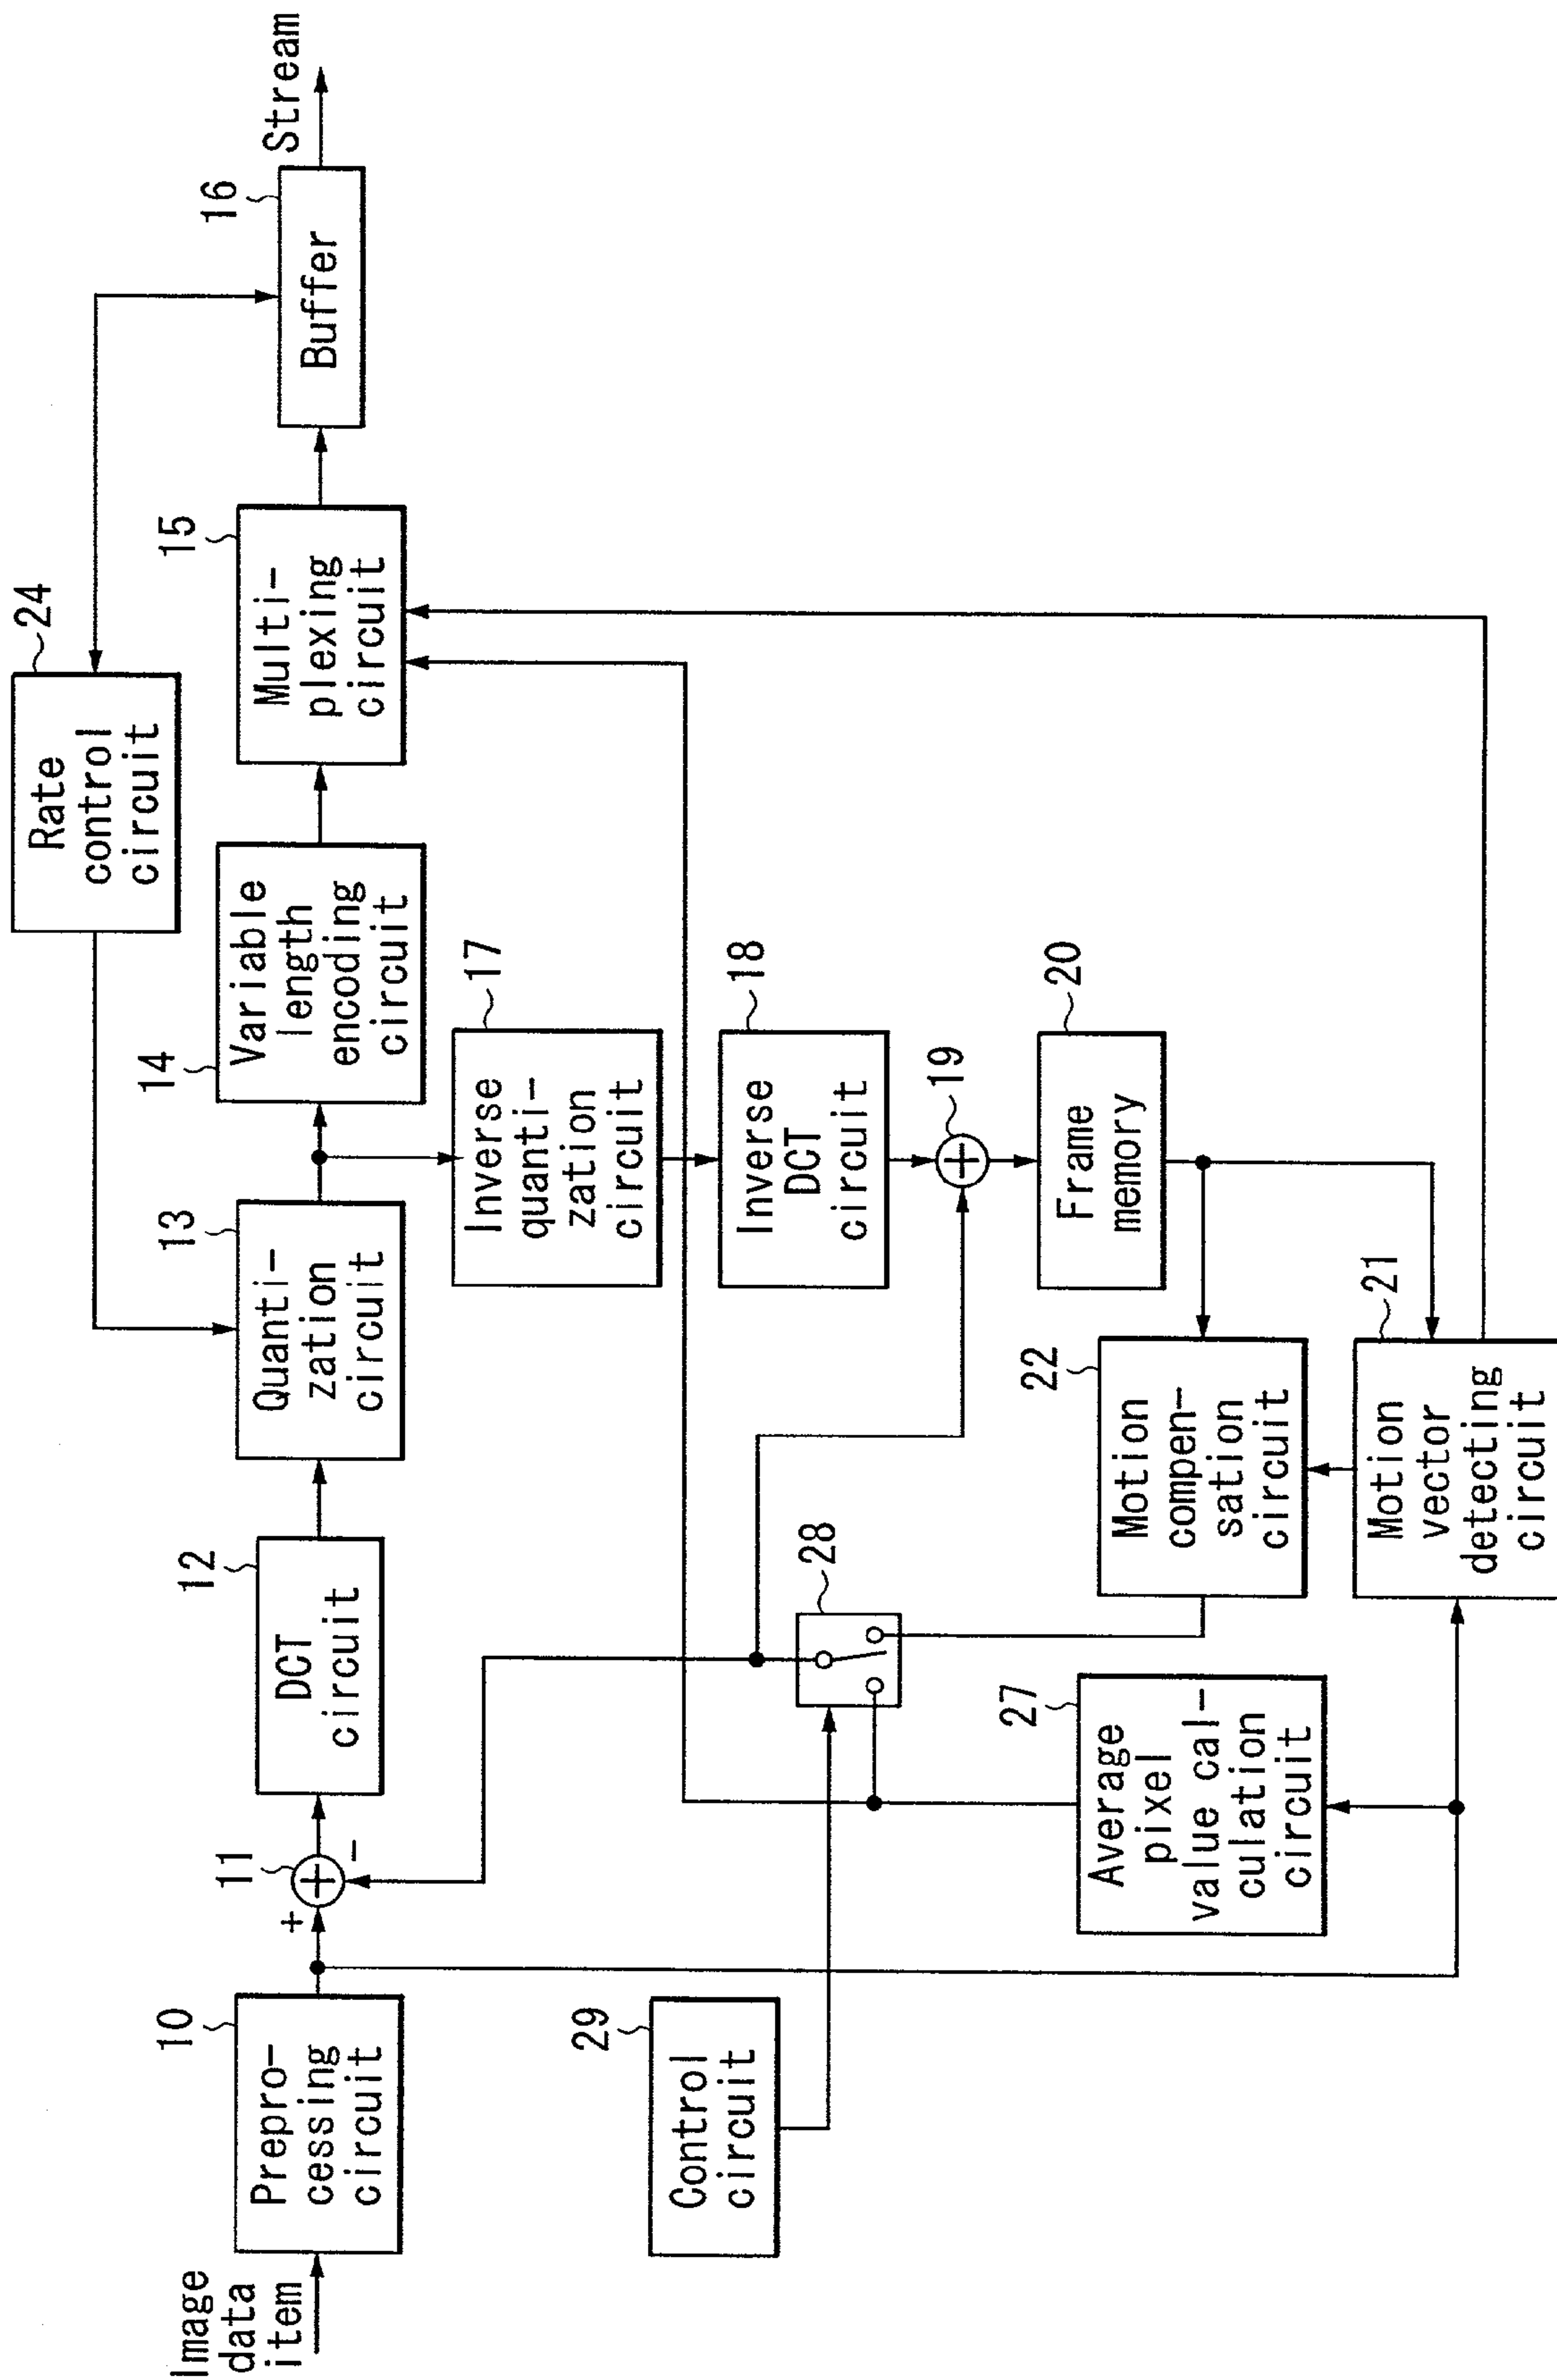 24
Rate
control
circuit
Image
data
item
10
Prepro-
cessing
circuit
+
11
-
12
DCT
circuit
13
Quanti-
zation
circuit
14
Variable
length
encoding
circuit
15
Multi-
plexing
circuit
16
Buffer
Stream
17
Inverse
quanti-
zation
circuit
29
Control
circuit
28
18
Inverse
DCT
circuit
19
27
Average
pixel
value cal-
culation
circuit
22
Motion
compen-
sation
circuit
20
Frame
memory
21
Motion
vector
detecting
circuit